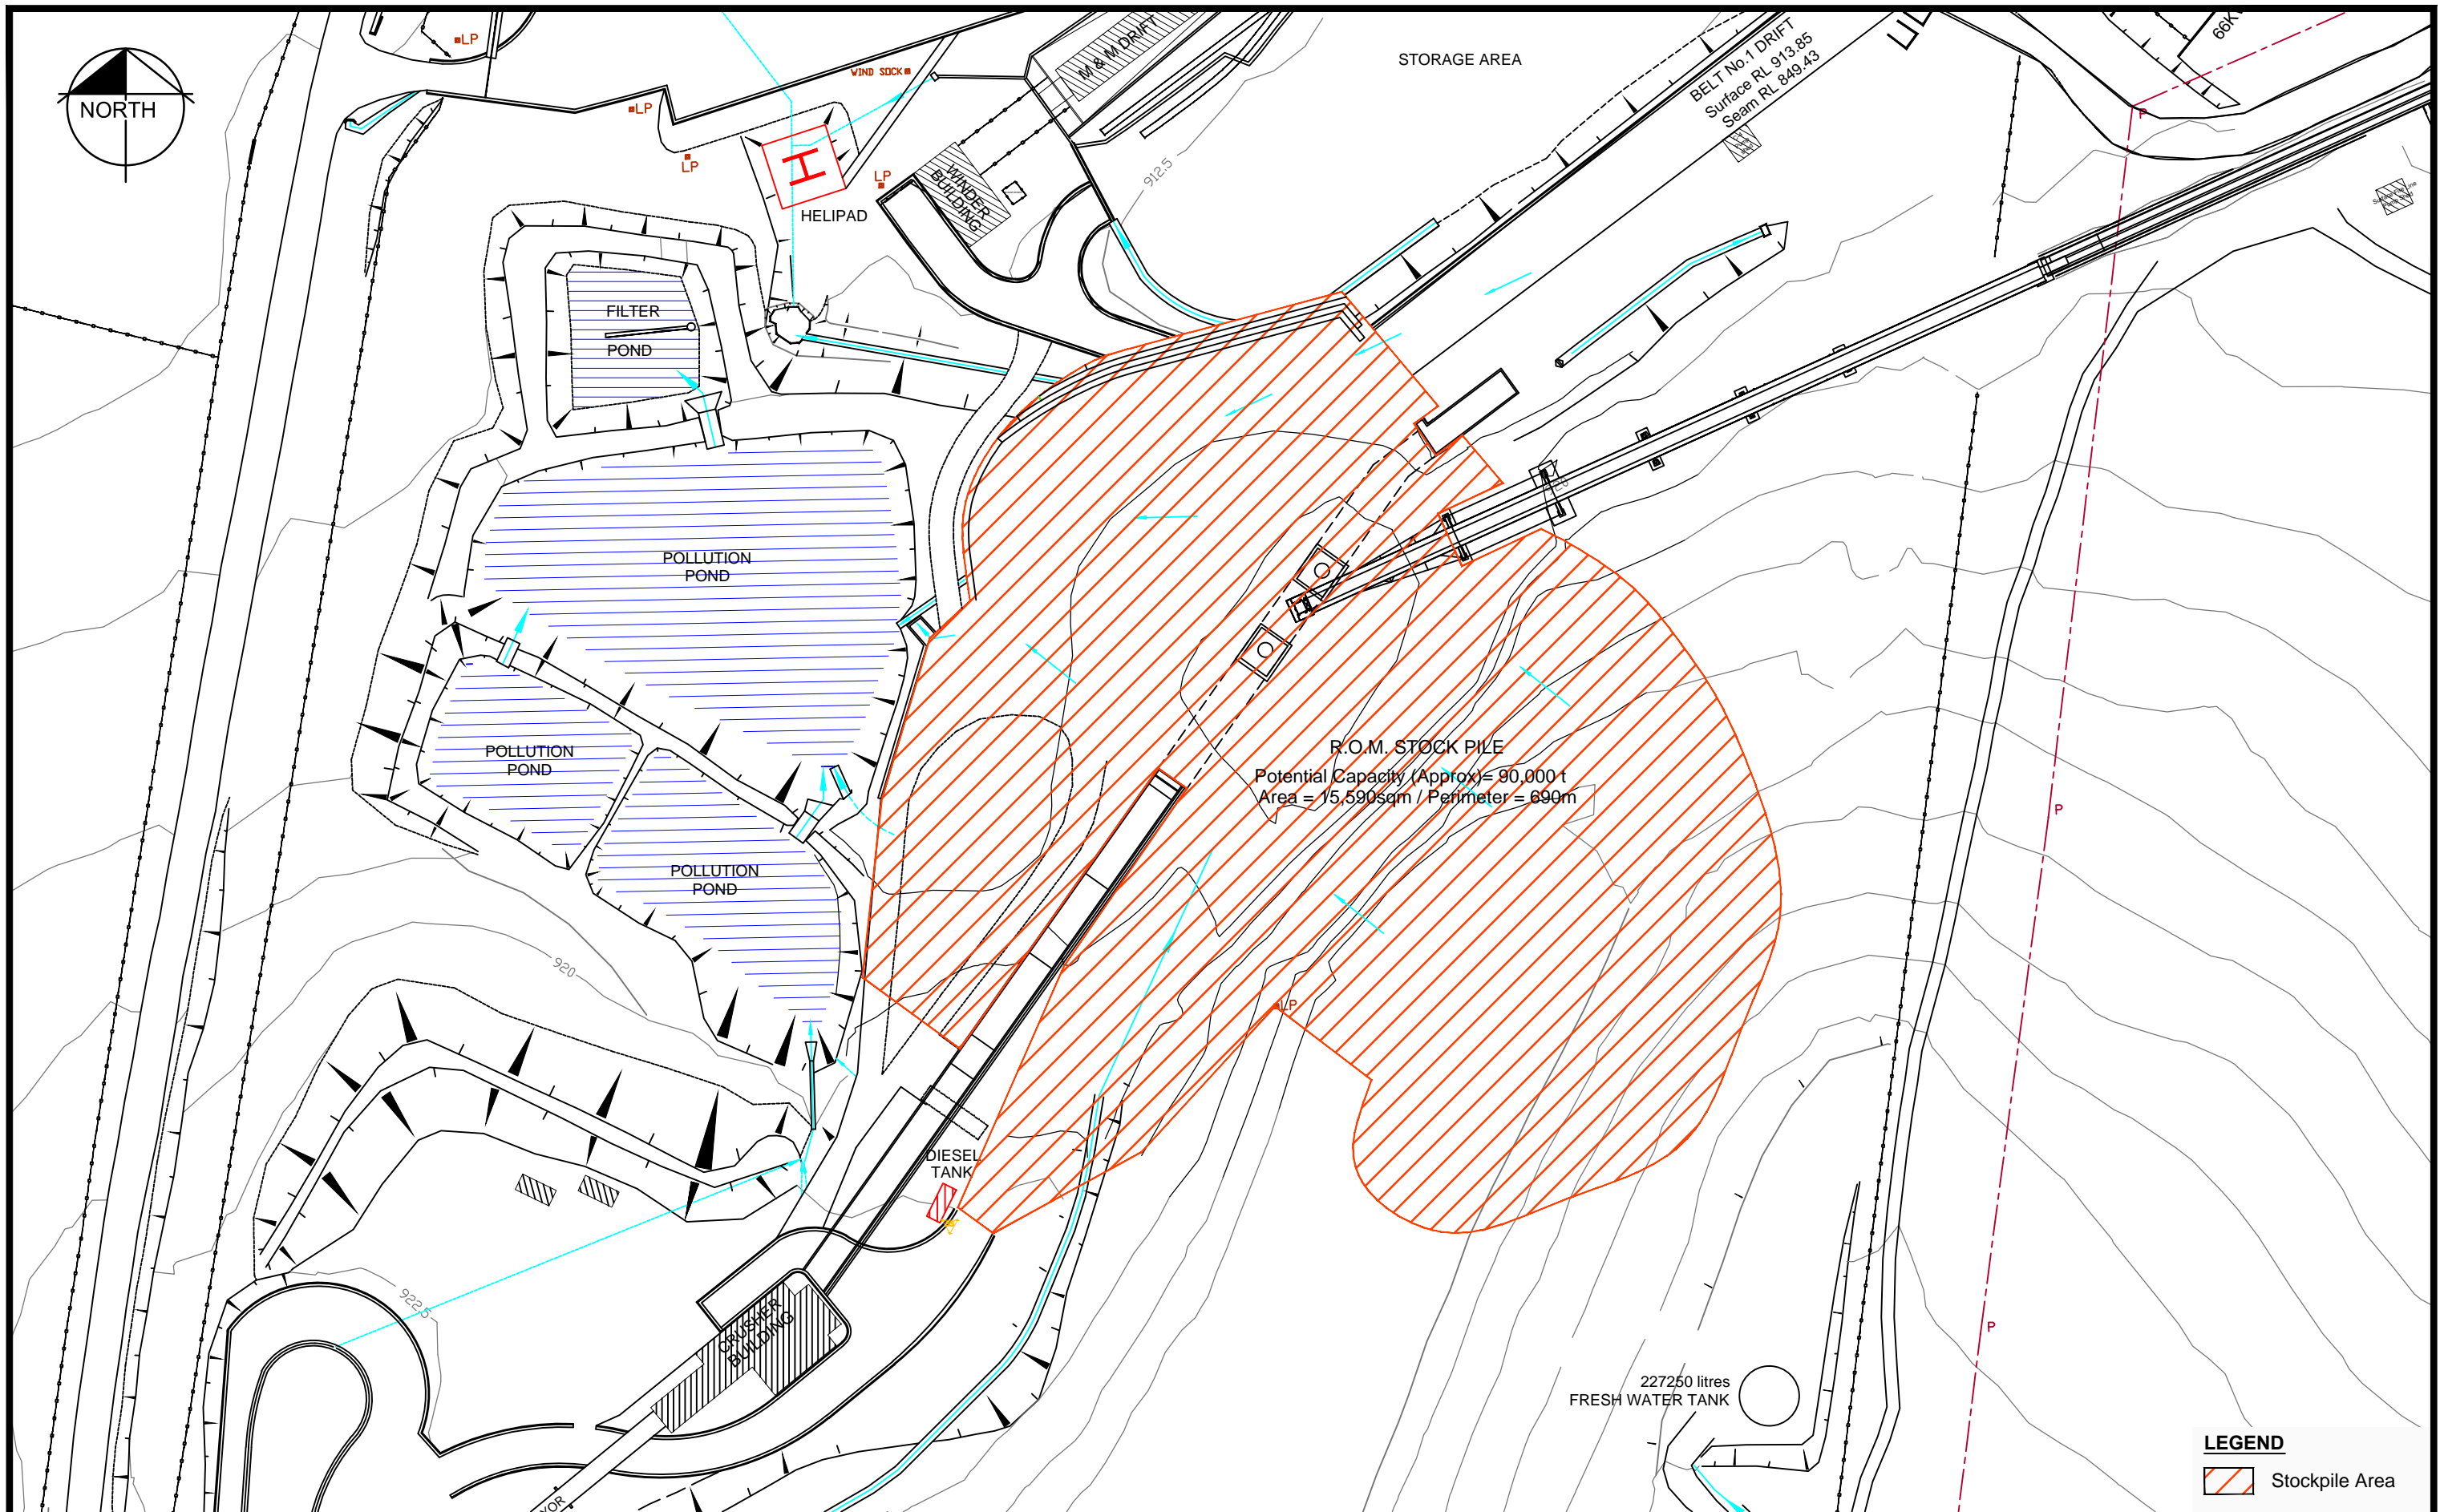 LP
NORTH
WIND SOCK
LP
LP
LP
M & M DRIFT
STORAGE AREA
BELT No.1 DRIFT
Surface RL 913.85
Seam RL 849.43
P
WINDER
BUILDING
912.5
HELIPAD
FILTER
POND
POLLUTION
POND
POLLUTION
POND
POLLUTION
POND
R.O.M. STOCK PILE
Potential Capacity (Approx)= 90,000 t
Area = 15,590sqm / Perimeter = 690m
P
920
LP
DIESEL
TANK
922.5
CRUSHER
BUILDING
P
227250 litres
FRESH WATER TANK
LEGEND
Stockpile Area